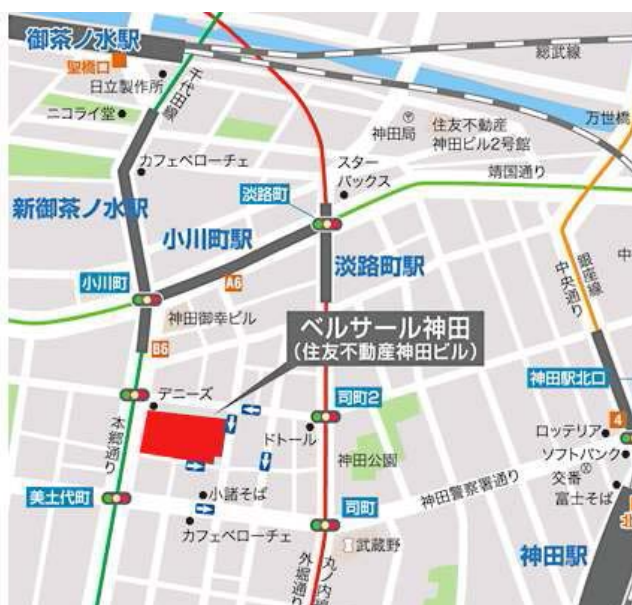 御茶ノ水駅
聖橋口
日立製作所
ニコライ堂
千代田線
総武線
神田局
住友不動産
神田ビル2号館
万世橋
カフェベローチェ
スター
バックス
靖国通り
新御茶ノ水駅
淡路町
小川町駅
淡路町駅
小川町
A6
銀座線
中央通り
中
神田御幸ビル
B6
ベルサール神田
(住友不動産神田ビル)
神田駅北口
デニーズ
司町2
4
本郷通り
ドトール
ロッテリア
ソフトバンク
神田公園
神田警察署通り
交番
富士そば
美土代町
小諸そば
司町
カフェベローチェ
武蔵野
神田駅
北
外堀通り